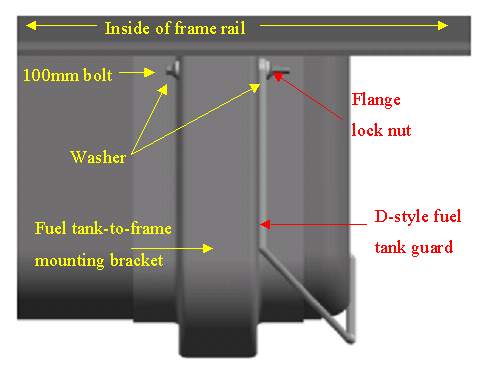 Inside of frame rail
100mm bolt
Washer
Flange
lock nut
Fuel tank-to-frame
mounting bracket
D-style fuel
tank guard